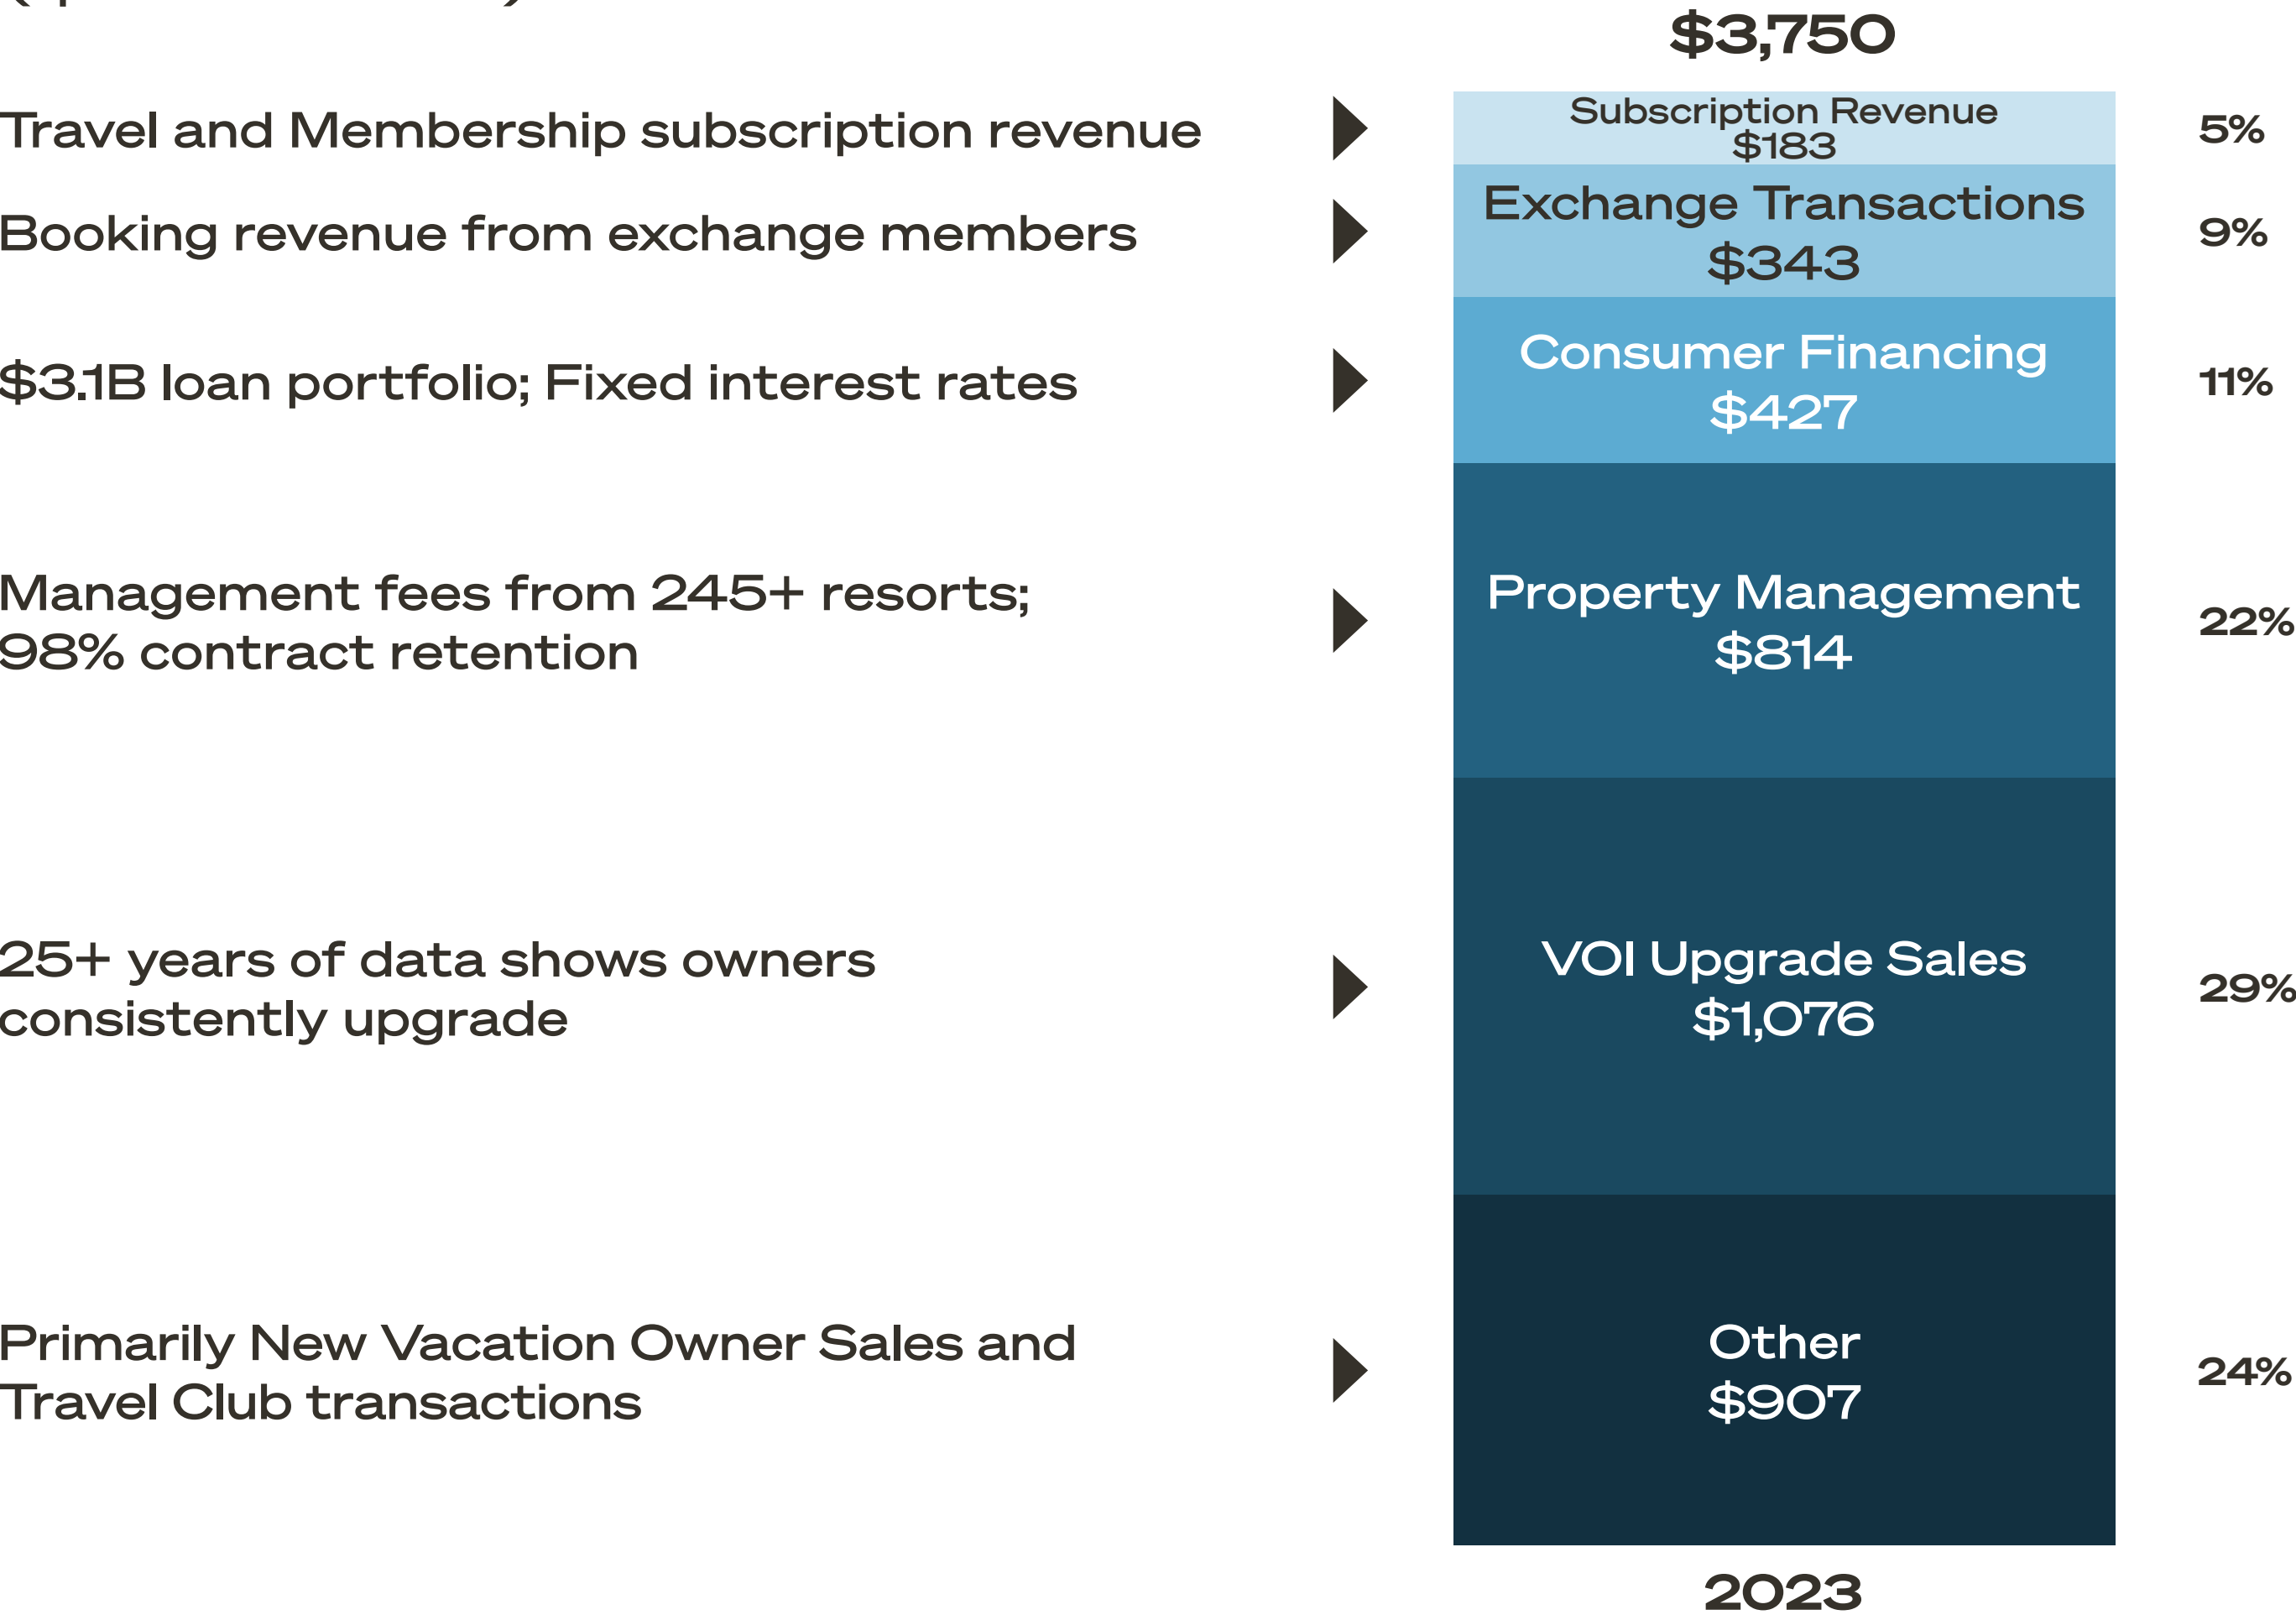 $3,750
Travel and Membership subscription revenue
Subscription Revenue
$183
5%
Booking revenue from exchange members
Exchange Transactions
$343
9%
$3.1B loan portfolio; Fixed interest rates
Consumer Financing
$427
11%
Management fees from 245+ resorts;
98% contract retention
Property Management
$814
22%
25+ years of data shows owners
consistently upgrade
VOI Upgrade Sales
$1,076
29%
Primarily New Vacation Owner Sales and
Travel Club transactions
Other
$907
24%
2023